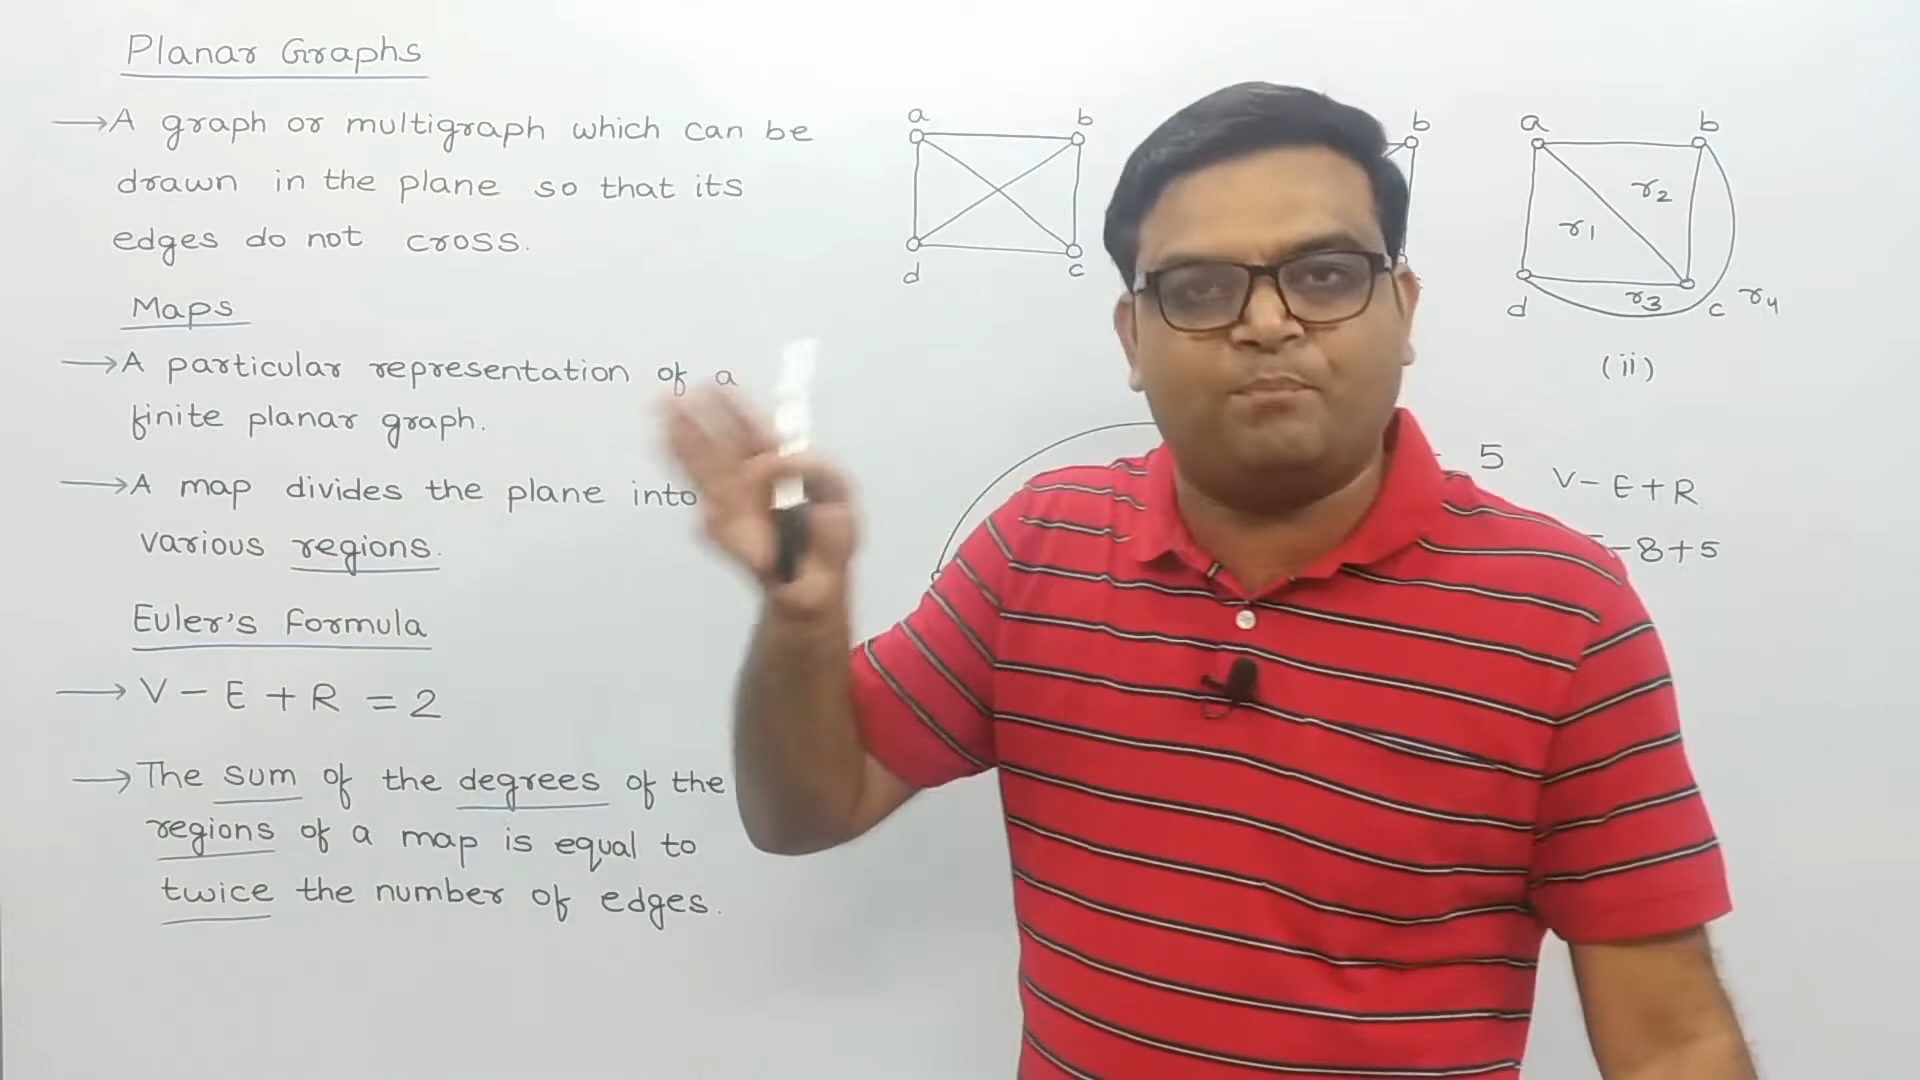 Planar Graphs
→ A graph or multigraph which can be
drawn in the plane so that its
edges do not cross.
Maps
→ A particular representation of a
finite planar graph.
→ A map divides the plane into
various regions.
Euler's Formula
→ V - E + R = 2
→ The sum of the degrees of the
regions of a map is equal to
twice the number of edges.
a b
d c
b
a b
r2
r1
r3
d c r4
(ii)
5
V - E + R
- 8 + 5